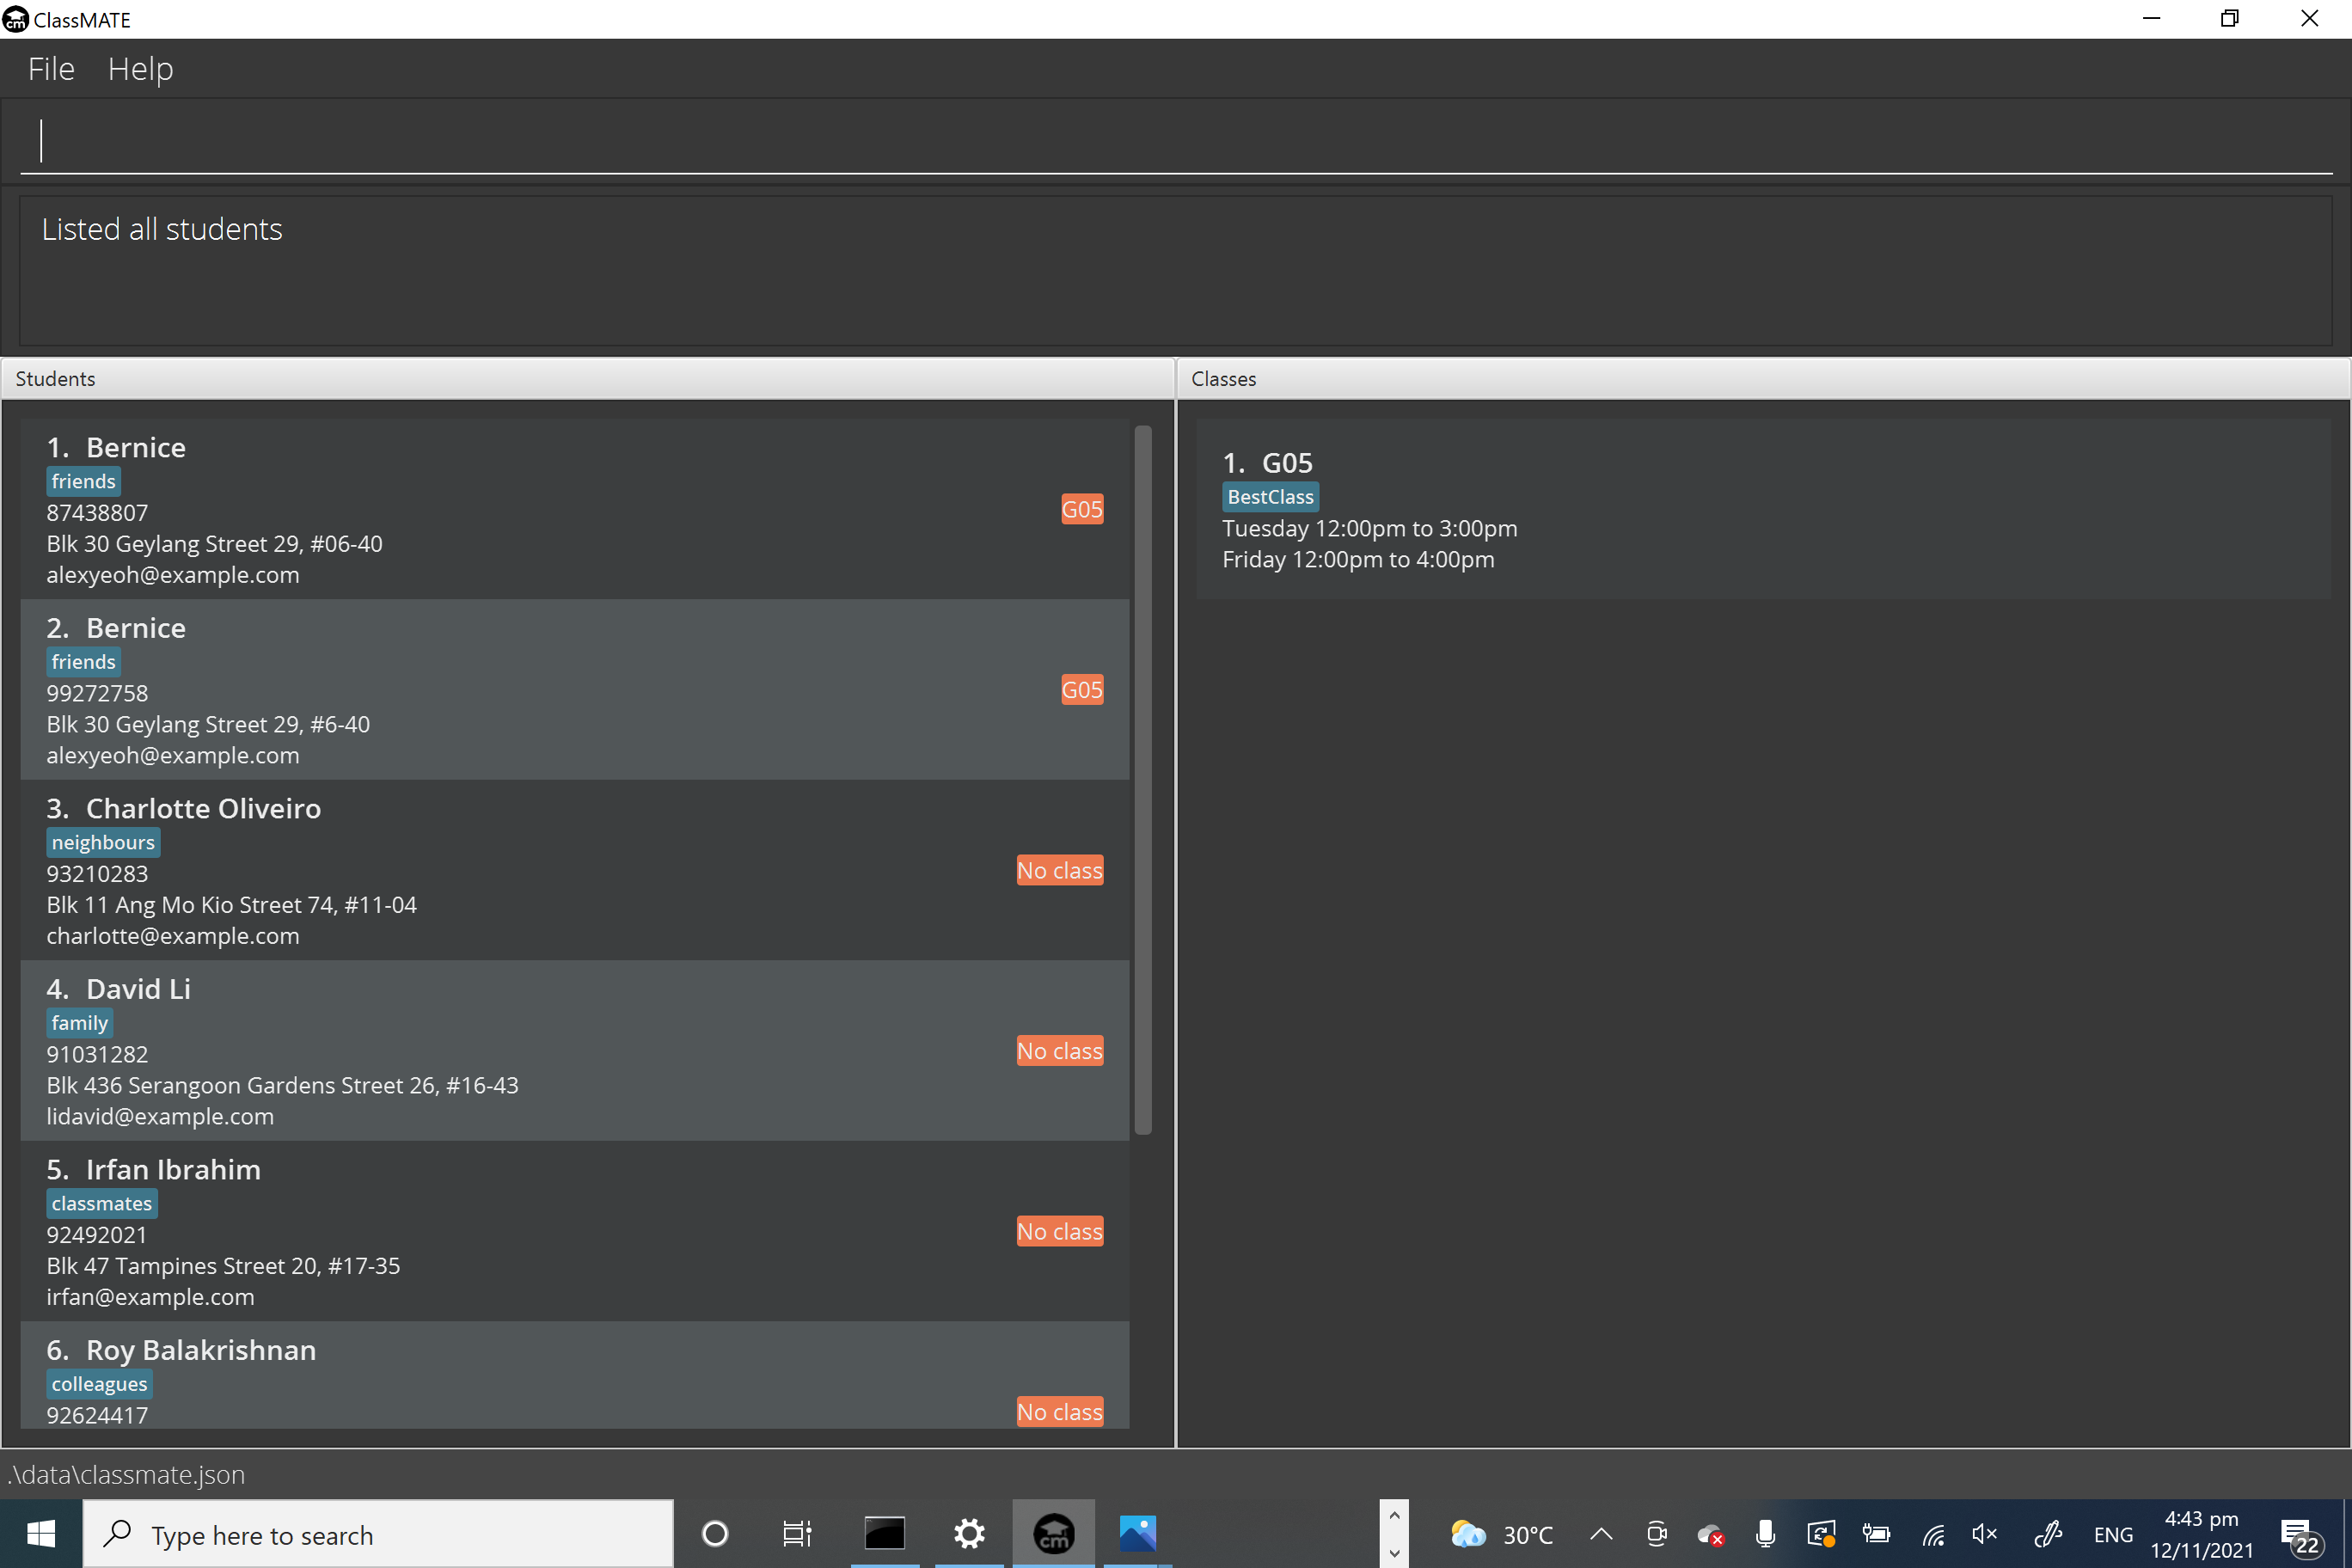 ClassMATE
File Help
Listed all students
Students
1. Bernice
friends
87438807
G05
Blk 30 Geylang Street 29, #06-40
alexyeoh@example.com
2. Bernice
friends
99272758
G05
Blk 30 Geylang Street 29, #6-40
alexyeoh@example.com
3. Charlotte Oliveiro
neighbours
93210283
No class
Blk 11 Ang Mo Kio Street 74, #11-04
charlotte@example.com
4. David Li
family
91031282
No class
Blk 436 Serangoon Gardens Street 26, #16-43
lidavid@example.com
5. Irfan Ibrahim
classmates
92492021
No class
Blk 47 Tampines Street 20, #17-35
irfan@example.com
6. Roy Balakrishnan
colleagues
92624417
No class
Classes
1. G05
BestClass
Tuesday 12:00pm to 3:00pm
Friday 12:00pm to 4:00pm
.\data\classmate.json
Type here to search
cm
30°C
ENG
4:43 pm
12/11/2021
22